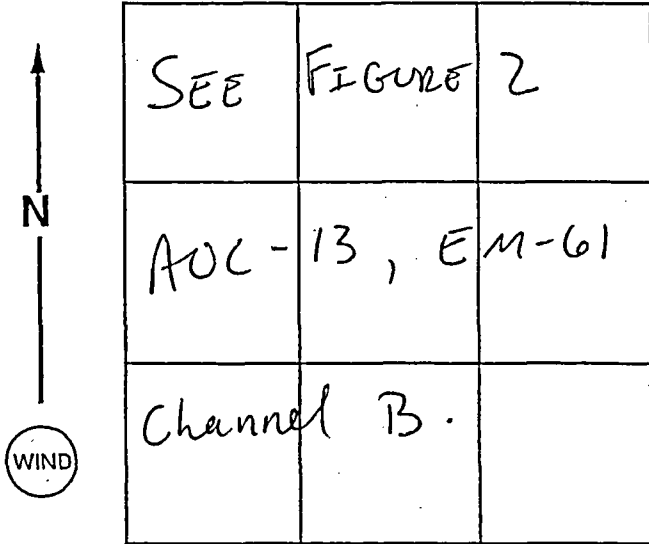 SEE FIGURE 2
N
AOC-13, EM-61
Channel B.
WIND